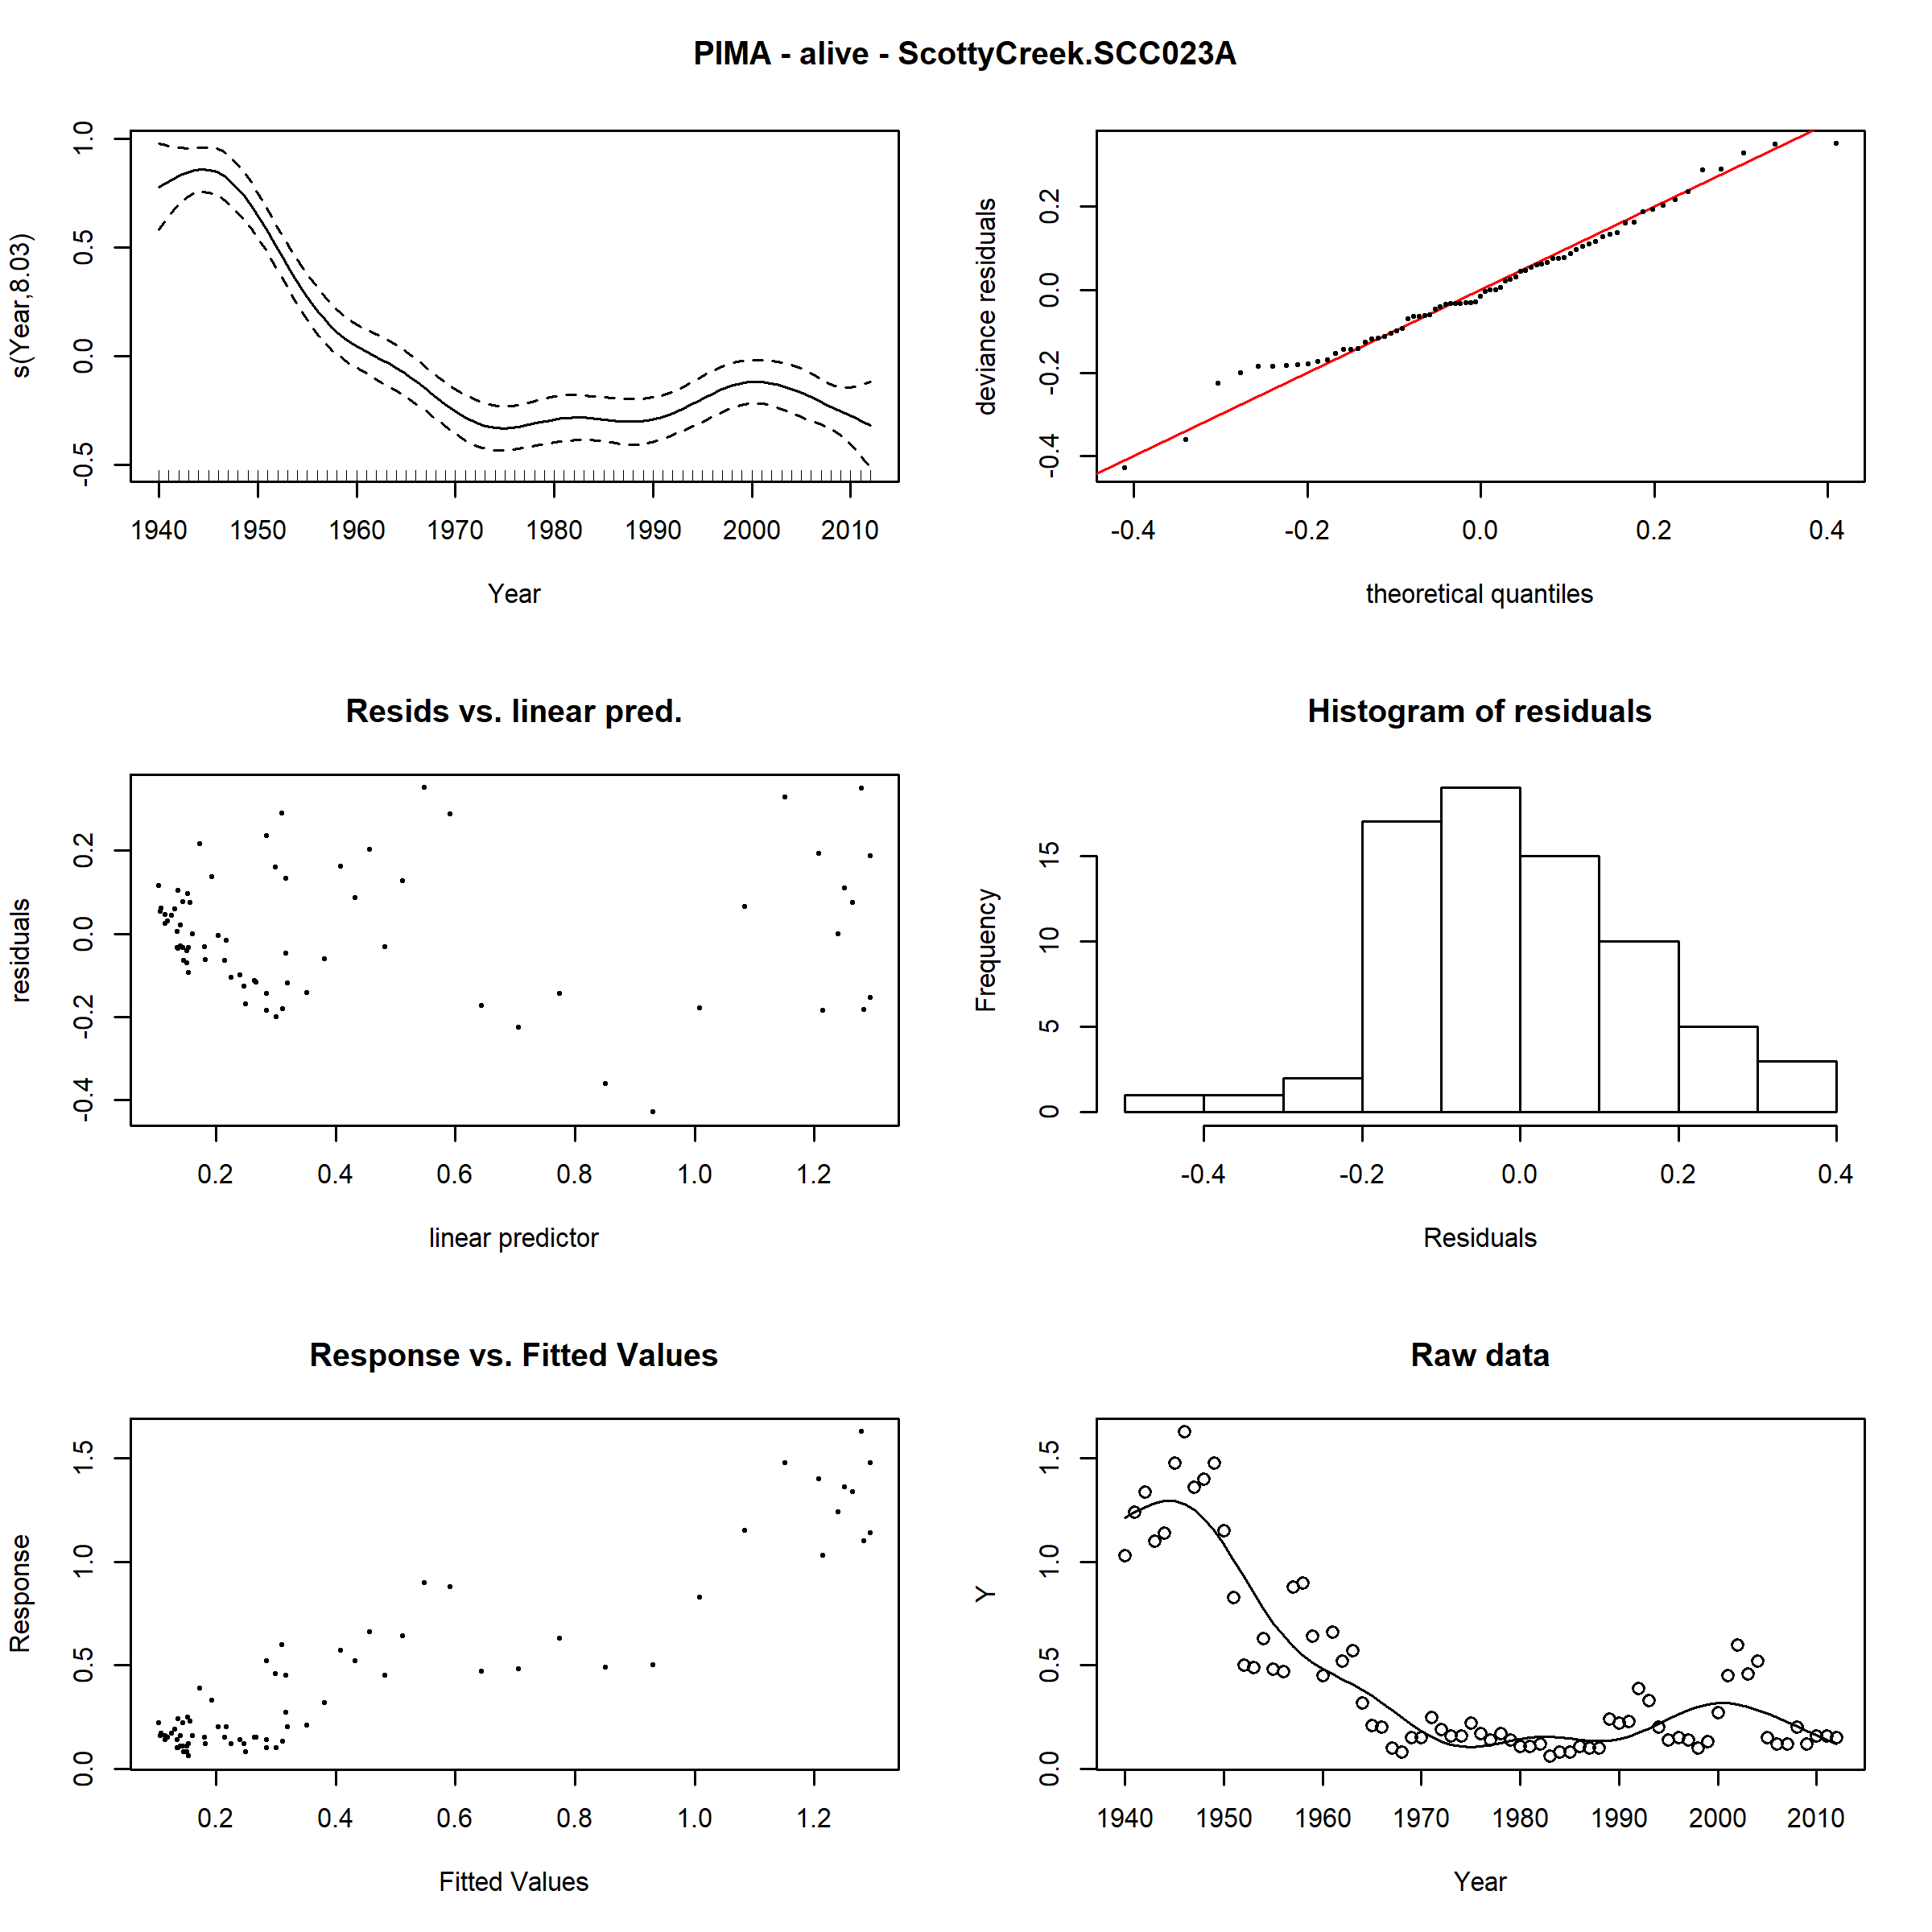 PIMA - alive - ScottyCreek.SCC023A
s(Year,8.03)
1.0
0.5
0.0
-0.5
1940 1950 1960 1970 1980 1990 2000 2010
Year
deviance residuals
0.2
0.0
-0.2
-0.4
-0.4 -0.2 0.0 0.2 0.4
theoretical quantiles
Resids vs. linear pred.
residuals
0.2
0.0
-0.2
-0.4
0.2 0.4 0.6 0.8 1.0 1.2
linear predictor
Histogram of residuals
Frequency
15
10
5
0
-0.4 -0.2 0.0 0.2 0.4
Residuals
Response vs. Fitted Values
Response
1.5
1.0
0.5
0.0
0.2 0.4 0.6 0.8 1.0 1.2
Fitted Values
Raw data
Y
1.5
1.0
0.5
0.0
1940 1950 1960 1970 1980 1990 2000 2010
Year